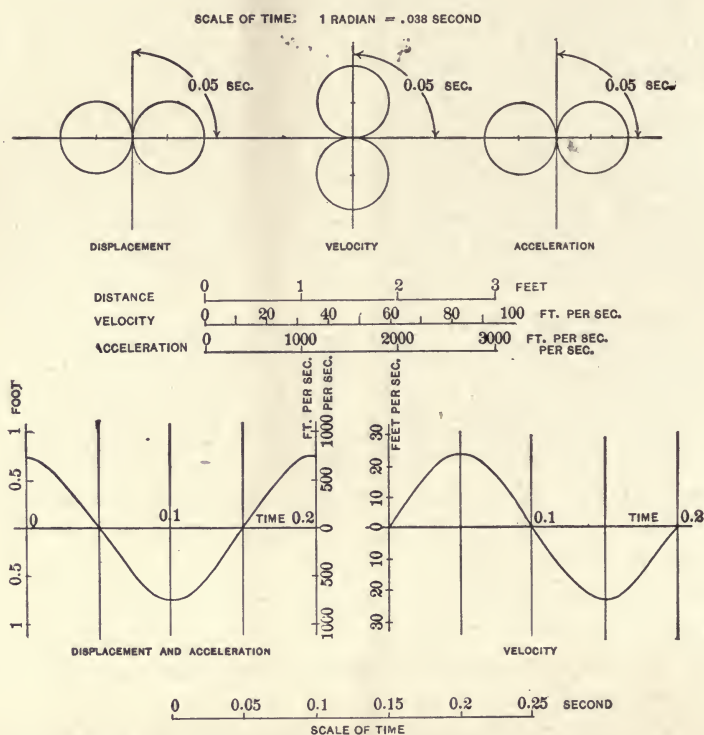 SCALE OF TIME: 1 RADIAN = .038 SECOND
0.05 SEC.
0.05 SEC.
0.05 SEC.
DISPLACEMENT
VELOCITY
ACCELERATION
DISTANCE 0 1 2 3 FEET
VELOCITY 0 20 30 40 60 80 100 FT. PER SEC.
ACCELERATION 0 1000 2000 3000 FT. PER SEC. PER SEC.
1 FOOT
0.5
0
0.5
1
0.1
TIME 0.2
FT. PER SEC. PER SEC.
1000
500
0
500
1000
FEET PER SEC.
30
20
10
0
10
20
30
0.1
TIME 0.2
DISPLACEMENT AND ACCELERATION
VELOCITY
0 0.05 0.1 0.15 0.2 0.25 SECOND
SCALE OF TIME